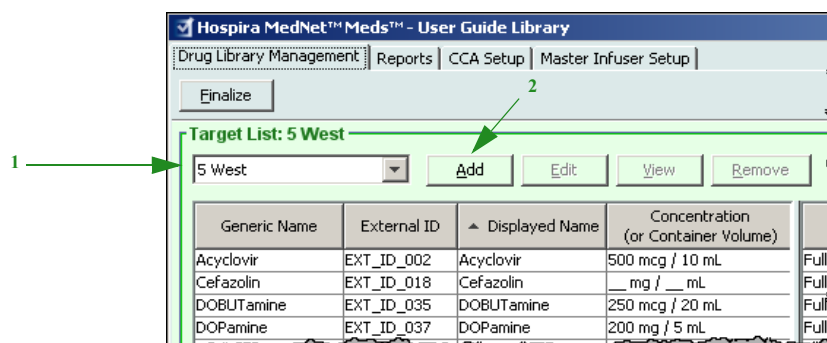 Hospira MedNet™ Meds™ - User Guide Library
Drug Library Management Reports CCA Setup Master Infuser Setup
Finalize
2
Target List: 5 West
1
5 West Add Edit View Remove
Generic Name External ID Displayed Name Concentration
(or Container Volume)
Acyclovir EXT_ID_002 Acyclovir 500 mcg / 10 mL Full
Cefazolin EXT_ID_018 Cefazolin __ mg / __ mL Full
DOBUTamine EXT_ID_035 DOBUTamine 250 mcg / 20 mL Full
DOPamine EXT_ID_037 DOPamine 200 mg / 5 mL Full